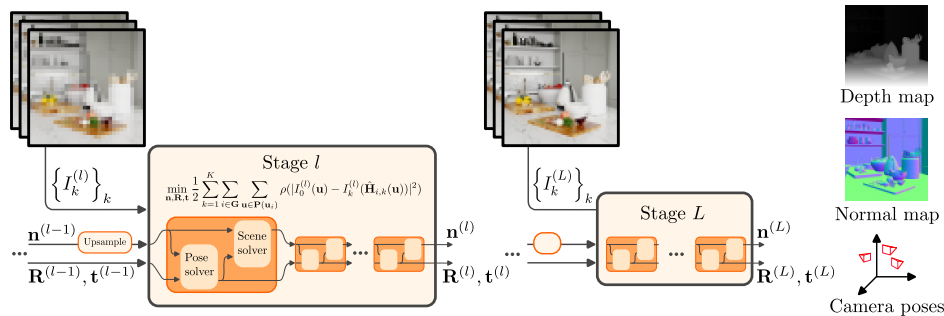 Stage l
min n,R,t 1/2 ∑_{k=1}^{K} ∑_{i∈G} ∑_{u∈P(u_i)} ρ(|I_0^{(l)}(u) − I_k^{(l)}(Ĥ_{i,k}(u))|^2)
{I_k^{(l)}}_k
n^{(l-1)}
Upsample
...
R^{(l-1)}, t^{(l-1)}
Pose
solver
Scene
solver
...
...
n^{(l)}
R^{(l)}, t^{(l)}
...
{I_k^{(L)}}_k
Stage L
...
n^{(L)}
R^{(L)}, t^{(L)}
Depth map
Normal map
Camera poses